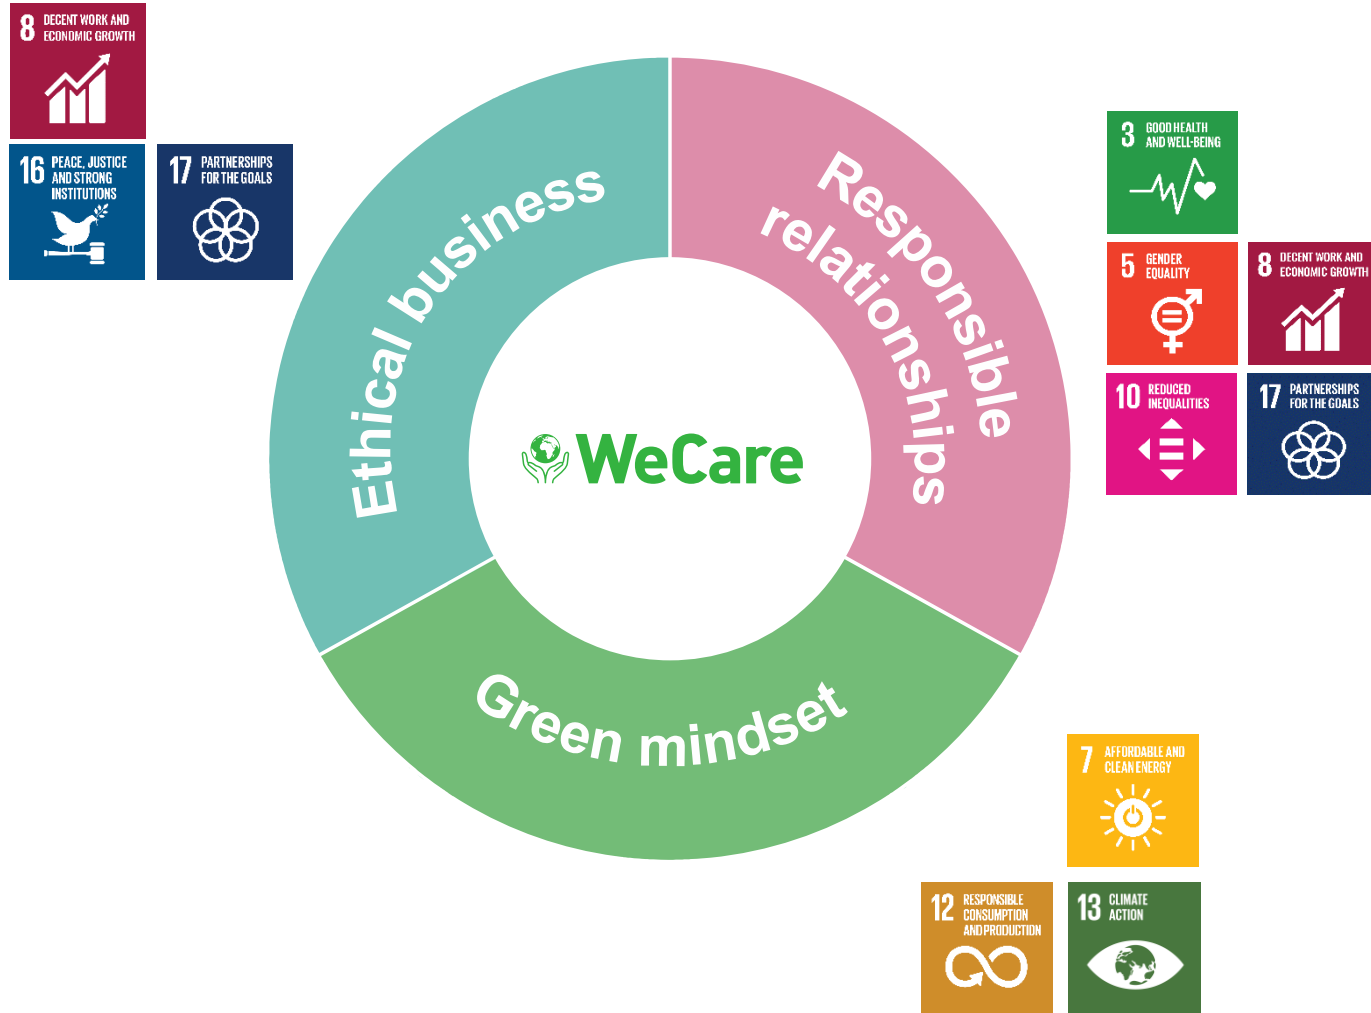 8 DECENT WORK AND
ECONOMIC GROWTH
16 PEACE, JUSTICE
AND STRONG
INSTITUTIONS
17 PARTNERSHIPS
FOR THE GOALS
Ethical business
Responsible
relationships
Green mindset
WeCare
3 GOOD HEALTH
AND WELL-BEING
5 GENDER
EQUALITY
8 DECENT WORK AND
ECONOMIC GROWTH
10 REDUCED
INEQUALITIES
17 PARTNERSHIPS
FOR THE GOALS
7 AFFORDABLE AND
CLEAN ENERGY
12 RESPONSIBLE
CONSUMPTION
AND PRODUCTION
13 CLIMATE
ACTION